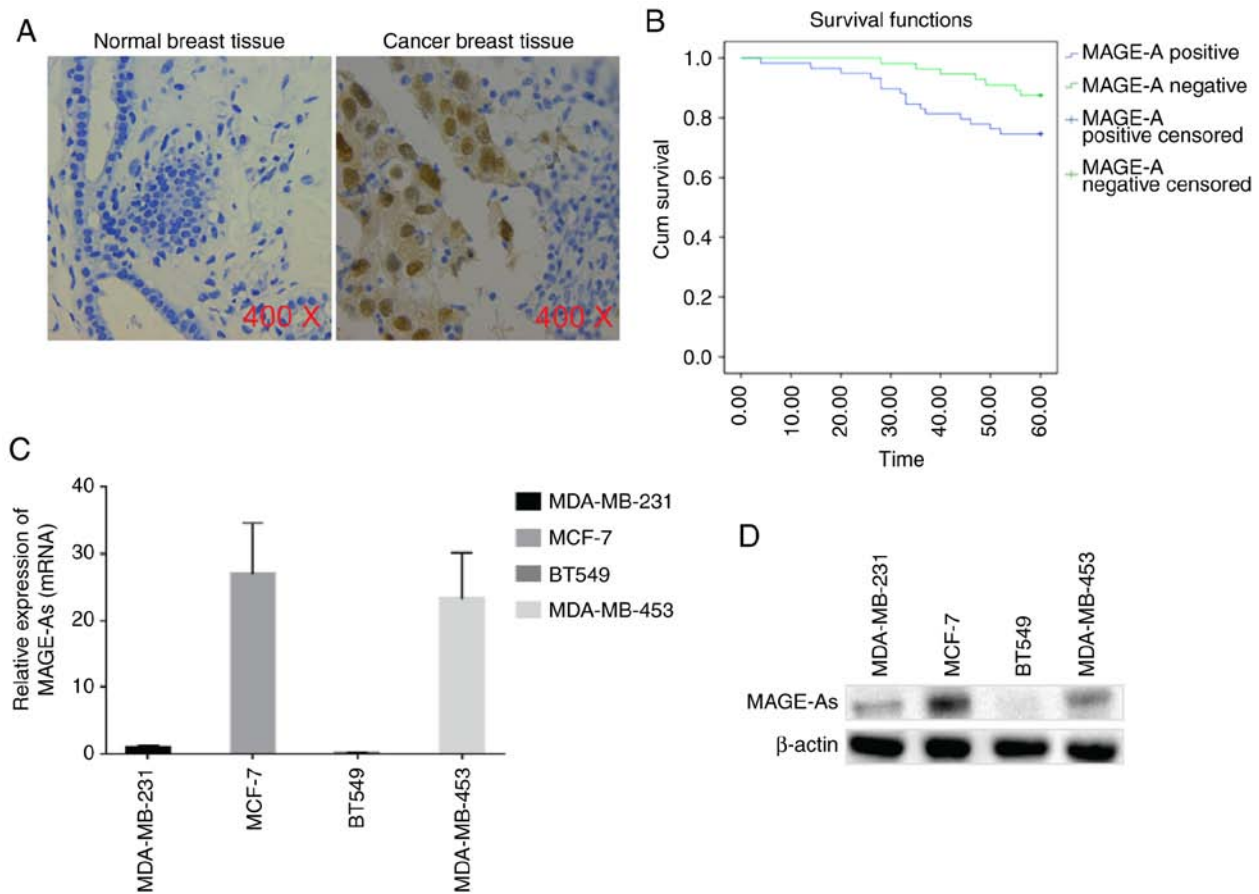 A
Normal breast tissue
Cancer breast tissue
400 X
400 X
B
Survival functions
Cum survival
1.0
0.8
0.6
0.4
0.2
0.0
0.00
10.00
20.00
30.00
40.00
50.00
60.00
Time
MAGE-A positive
MAGE-A negative
MAGE-A
positive censored
MAGE-A
negative censored
C
Relative expression of
MAGE-As (mRNA)
40
30
20
10
0
MDA-MB-231
MCF-7
BT549
MDA-MB-453
MDA-MB-231
MCF-7
BT549
MDA-MB-453
D
MDA-MB-231
MCF-7
BT549
MDA-MB-453
MAGE-As
β-actin